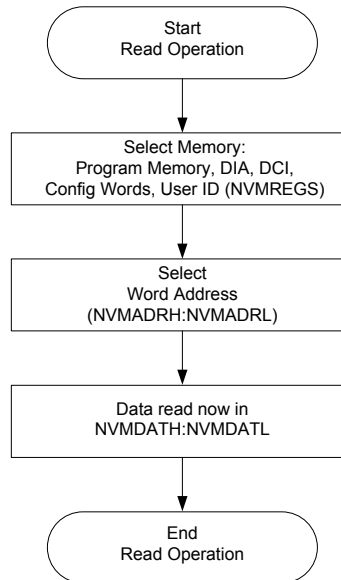 Start
Read Operation
Select Memory:
Program Memory, DIA, DCI,
Config Words, User ID (NVMREGS)
Select
Word Address
(NVMADRH:NVMADRL)
Data read now in
NVMDATH:NVMDATL
End
Read Operation